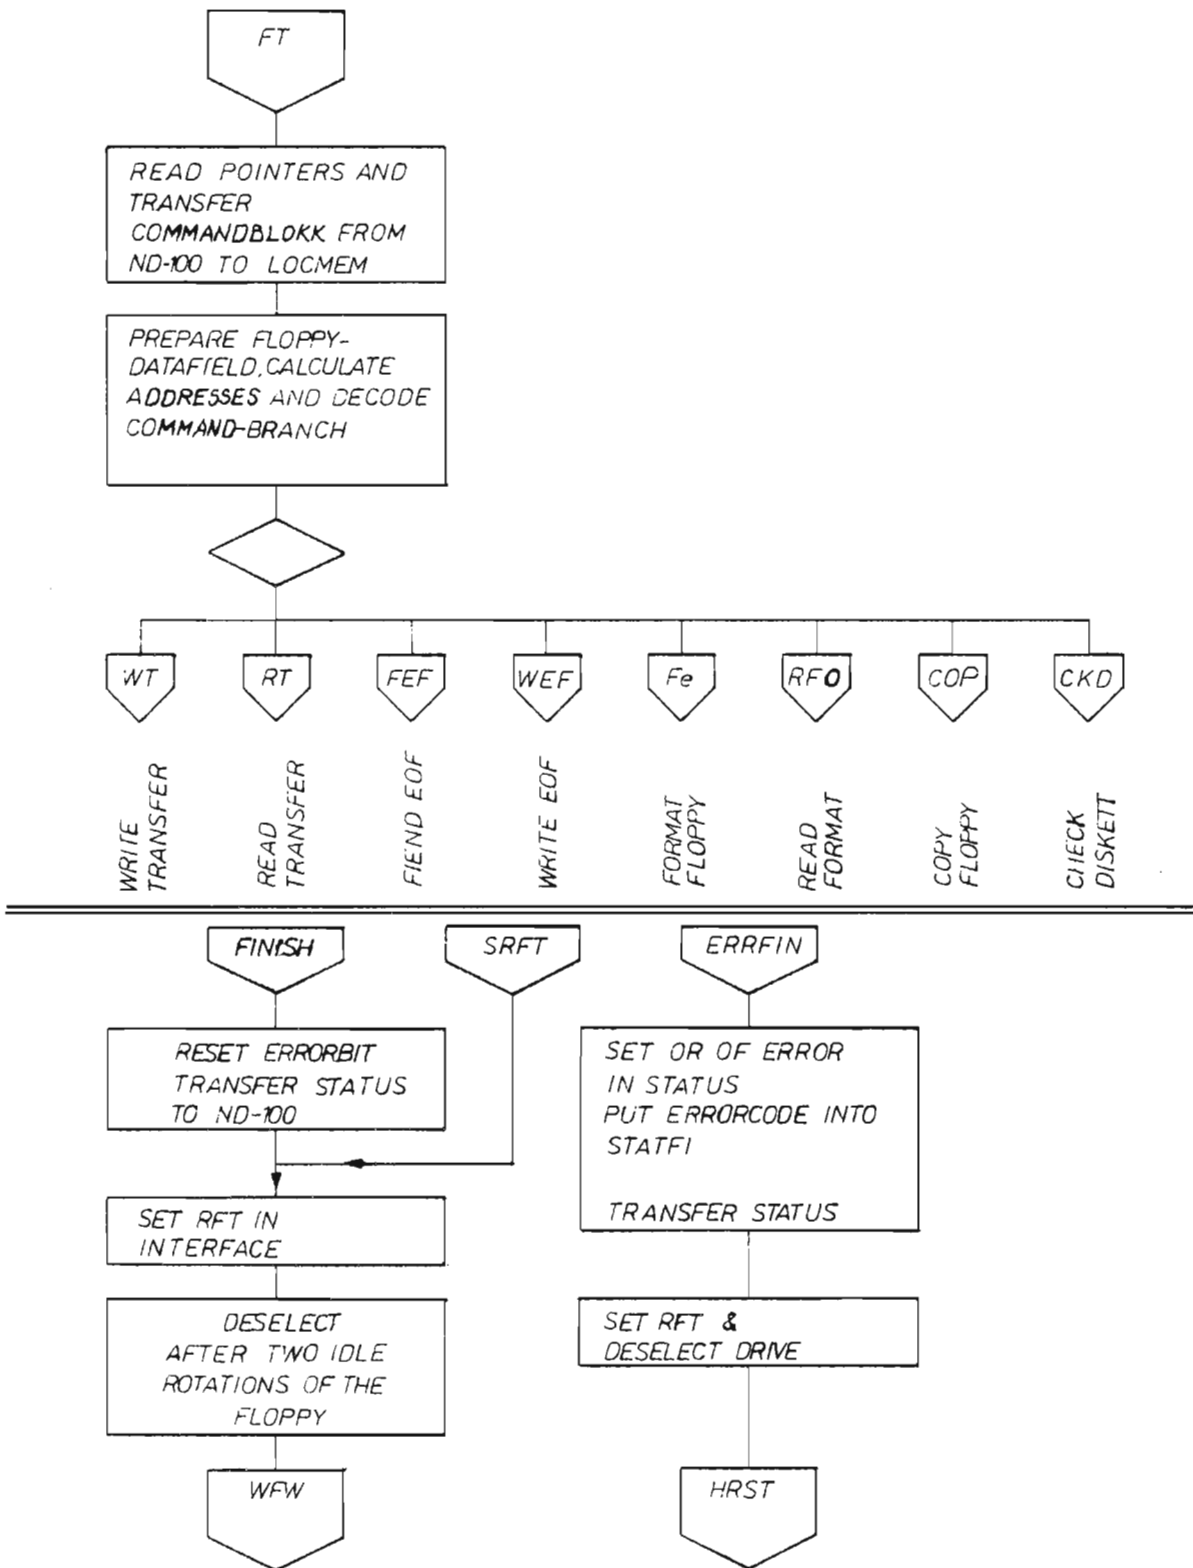 FT
READ POINTERS AND
TRANSFER
COMMANDBLOKK FROM
ND-100 TO LOCMEM
PREPARE FLOPPY-
DATAFIELD, CALCULATE
ADDRESSES AND DECODE
COMMAND-BRANCH
WT
RT
FEF
WEF
Fe
RFO
COP
CKD
WRITE
TRANSFER
READ
TRANSFER
FIEND EOF
WRITE EOF
FORMAT
FLOPPY
READ
FORMAT
COPY
FLOPPY
CHECK
DISKETT
FINISH
SRFT
ERRFIN
RESET ERRORBIT
TRANSFER STATUS
TO ND-100
SET OR OF ERROR
IN STATUS
PUT ERRORCODE INTO
STATFI
TRANSFER STATUS
SET RFT IN
INTERFACE
DESELECT
AFTER TWO IDLE
ROTATIONS OF THE
FLOPPY
SET RFT &
DESELECT DRIVE
WFW
HRST